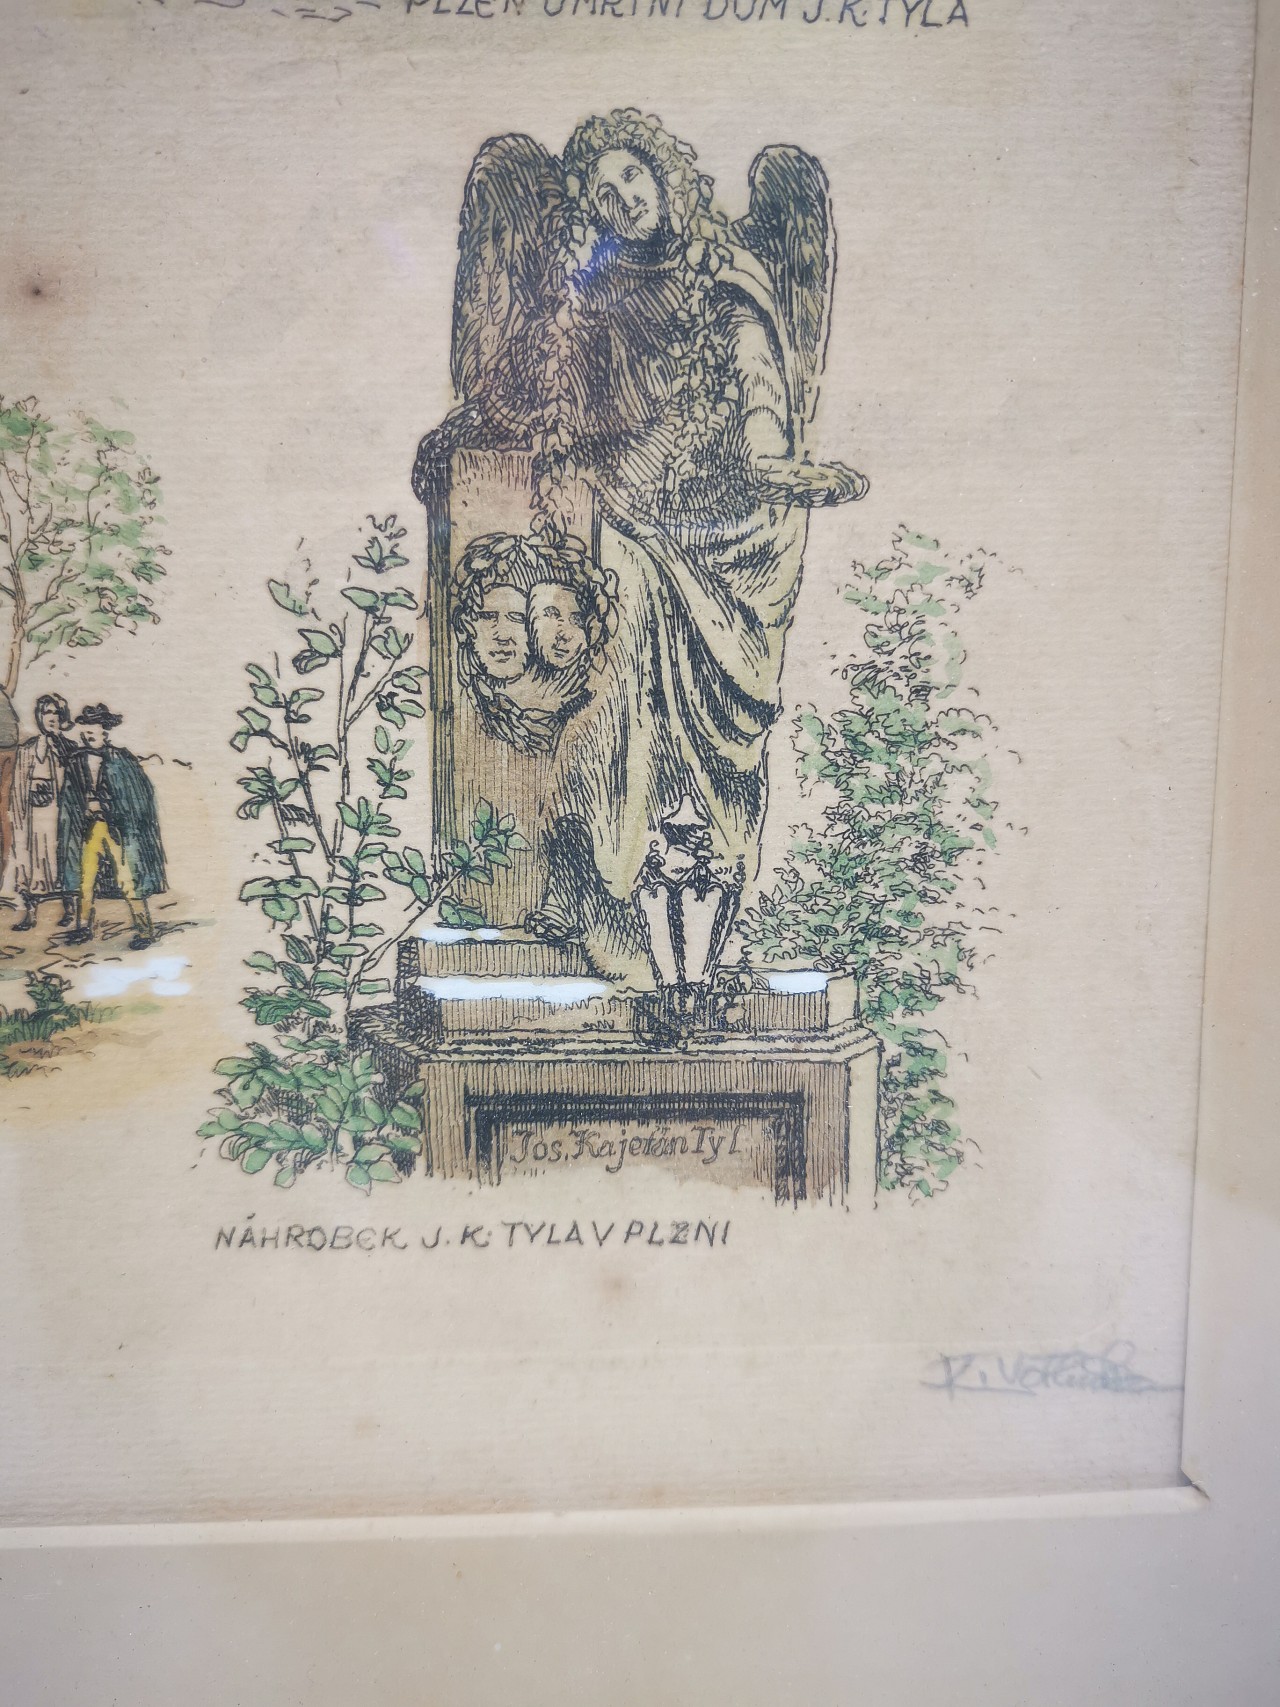 PLZEŇ ÚMRTNÍ DŮM J.K.TYLA
Jos. Kajetán Tyl
NÁHROBEK J.K. TYLA V PLZNI